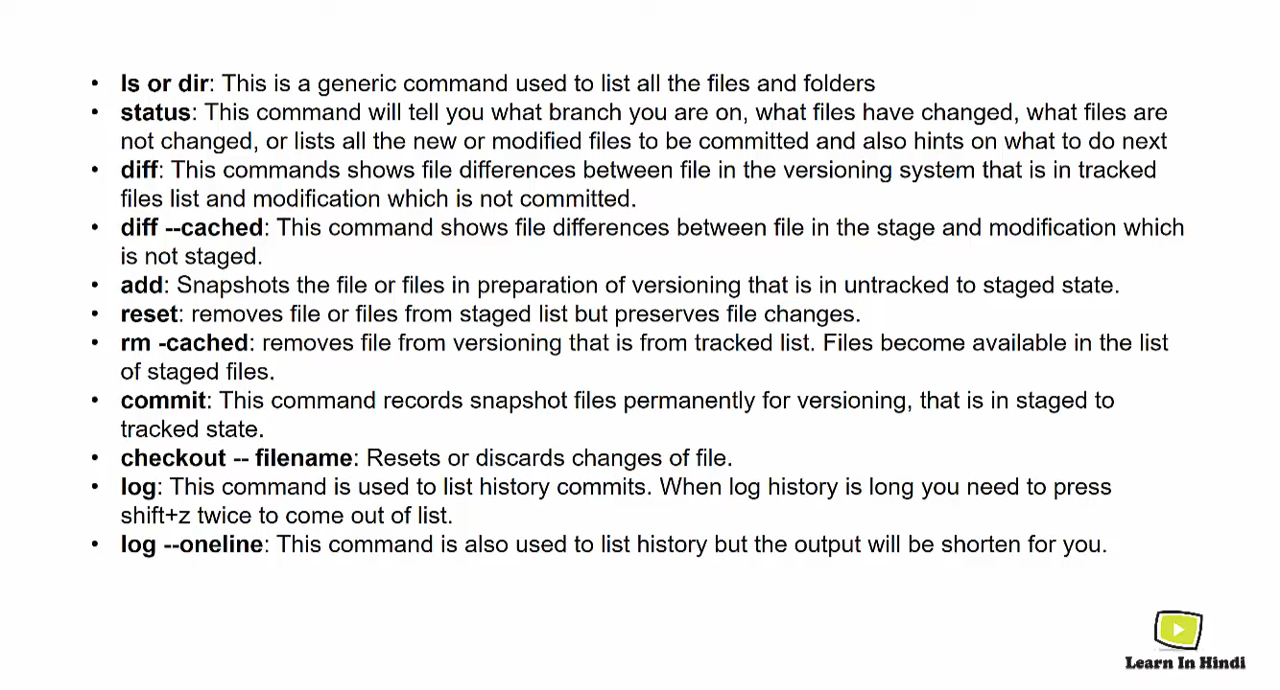 • ls or dir: This is a generic command used to list all the files and folders
• status: This command will tell you what branch you are on, what files have changed, what files are
not changed, or lists all the new or modified files to be committed and also hints on what to do next
• diff: This commands shows file differences between file in the versioning system that is in tracked
files list and modification which is not committed.
• diff --cached: This command shows file differences between file in the stage and modification which
is not staged.
• add: Snapshots the file or files in preparation of versioning that is in untracked to staged state.
• reset: removes file or files from staged list but preserves file changes.
• rm -cached: removes file from versioning that is from tracked list. Files become available in the list
of staged files.
• commit: This command records snapshot files permanently for versioning, that is in staged to
tracked state.
• checkout -- filename: Resets or discards changes of file.
• log: This command is used to list history commits. When log history is long you need to press
shift+z twice to come out of list.
• log --oneline: This command is also used to list history but the output will be shorten for you.
Learn In Hindi